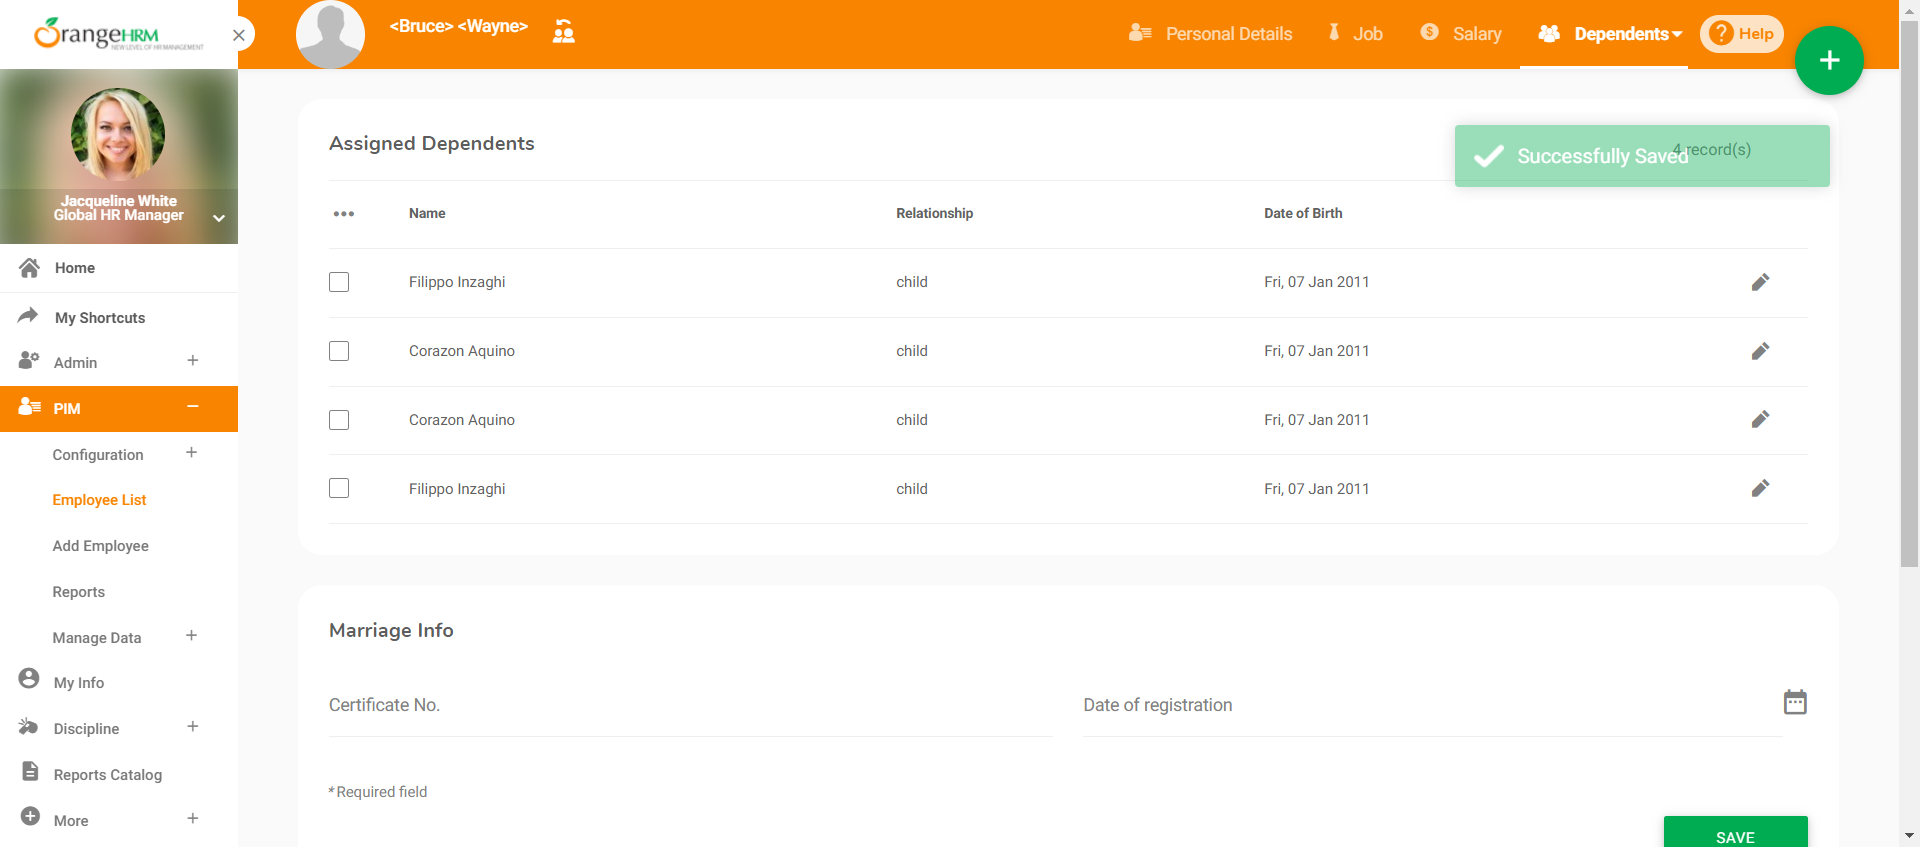 OrangeHRM
NEW LEVEL OF HR MANAGEMENT
<Bruce> <Wayne>
Personal Details
Job
Salary
Dependents
Help
Jacqueline White
Global HR Manager
Home
My Shortcuts
Admin
PIM
Configuration
Employee List
Add Employee
Reports
Manage Data
My Info
Discipline
Reports Catalog
More
Assigned Dependents
4 record(s)
Successfully Saved
Name Relationship Date of Birth
Filippo Inzaghi child Fri, 07 Jan 2011
Corazon Aquino child Fri, 07 Jan 2011
Corazon Aquino child Fri, 07 Jan 2011
Filippo Inzaghi child Fri, 07 Jan 2011
Marriage Info
Certificate No. Date of registration
* Required field
SAVE